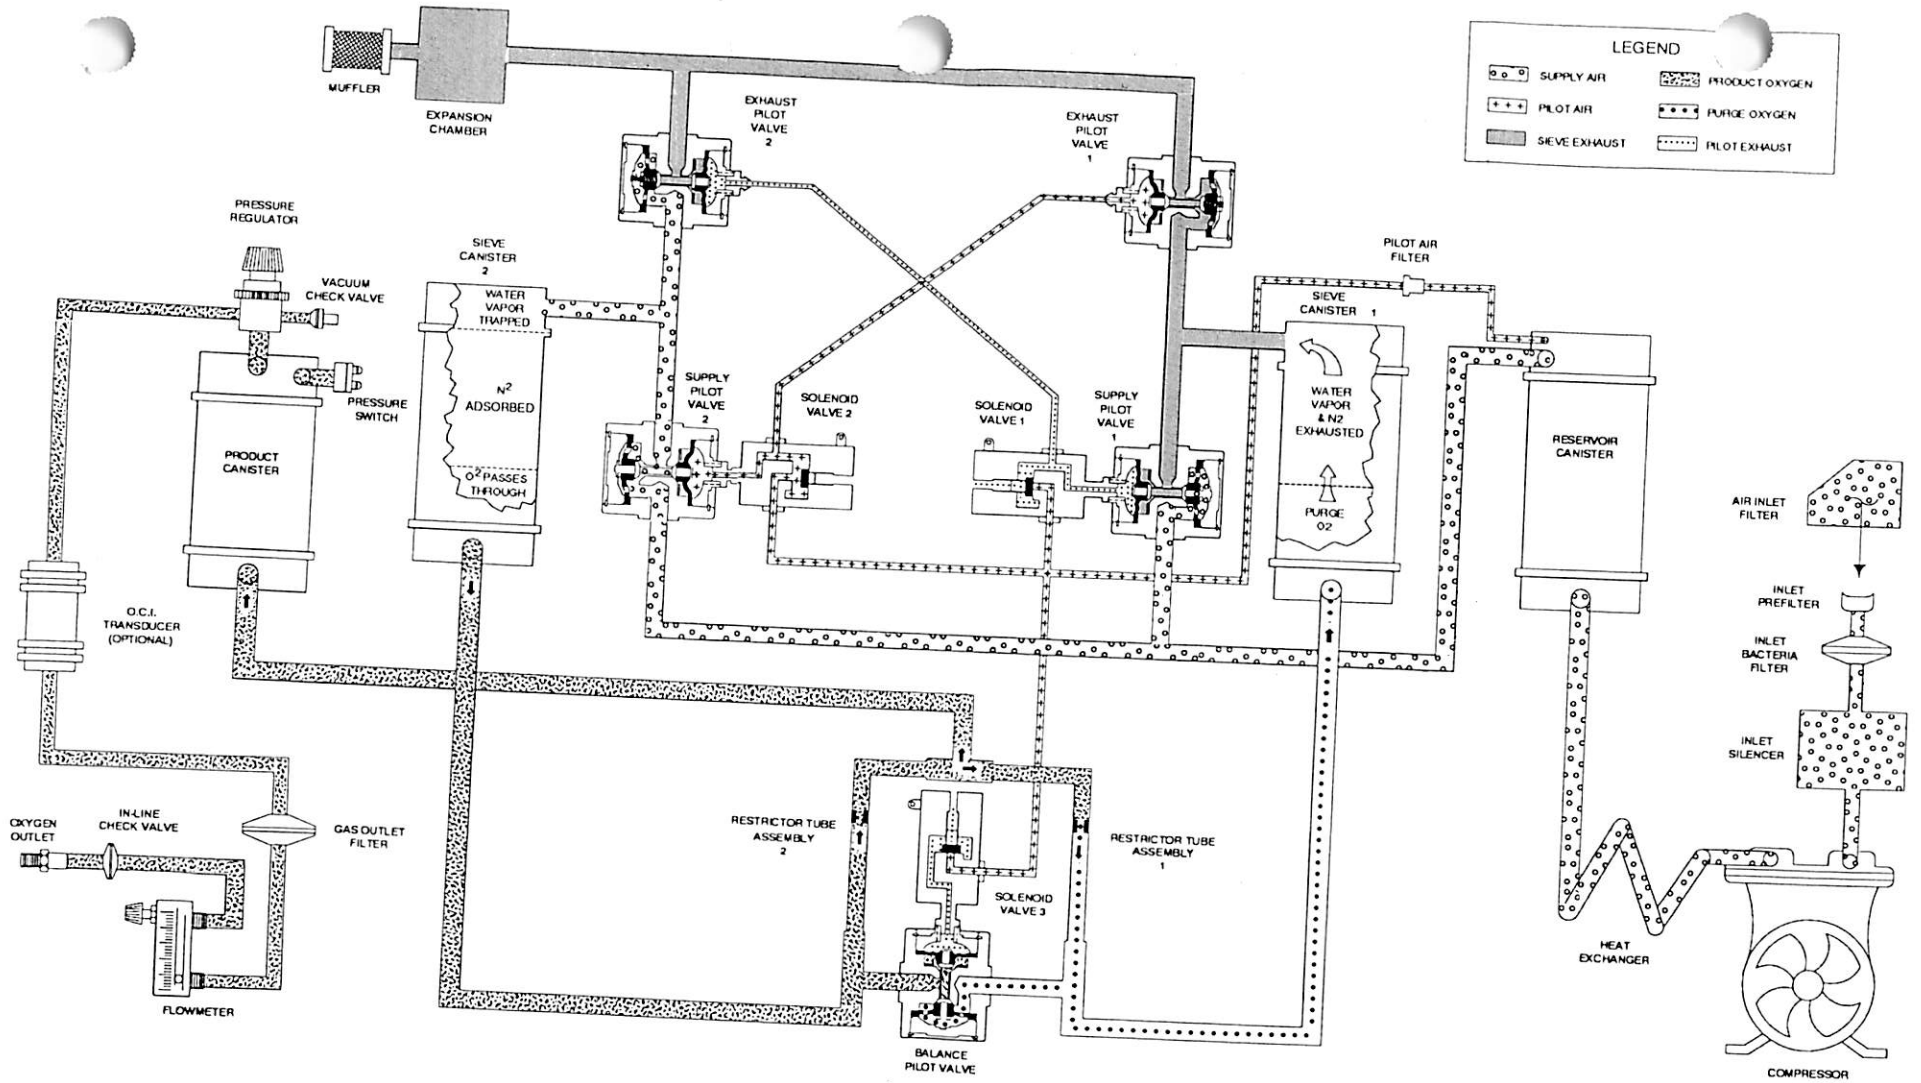 LEGEND
SUPPLY AIR
PRODUCT OXYGEN
PILOT AIR
PURGE OXYGEN
SIEVE EXHAUST
PILOT EXHAUST
MUFFLER
EXPANSION
CHAMBER
EXHAUST
PILOT
VALVE
2
EXHAUST
PILOT
VALVE
1
PRESSURE
REGULATOR
VACUUM
CHECK VALVE
SIEVE
CANISTER
2
WATER
VAPOR
TRAPPED
N2
ADSORBED
O2 PASSES
THROUGH
PILOT AIR
FILTER
SIEVE
CANISTER 1
WATER
VAPOR
& N2
EXHAUSTED
PURGE
O2
PRESSURE
SWITCH
PRODUCT
CANISTER
SUPPLY
PILOT
VALVE
2
SOLENOID
VALVE 2
SOLENOID
VALVE 1
SUPPLY
PILOT
VALVE
1
RESERVOIR
CANISTER
AIR INLET
FILTER
INLET
PREFILTER
INLET
BACTERIA
FILTER
INLET
SILENCER
O.C.I.
TRANSDUCER
(OPTIONAL)
OXYGEN
OUTLET
IN-LINE
CHECK VALVE
GAS OUTLET
FILTER
FLOWMETER
RESTRICTOR TUBE
ASSEMBLY
2
RESTRICTOR TUBE
ASSEMBLY
1
SOLENOID
VALVE 3
BALANCE
PILOT VALVE
HEAT
EXCHANGER
COMPRESSOR